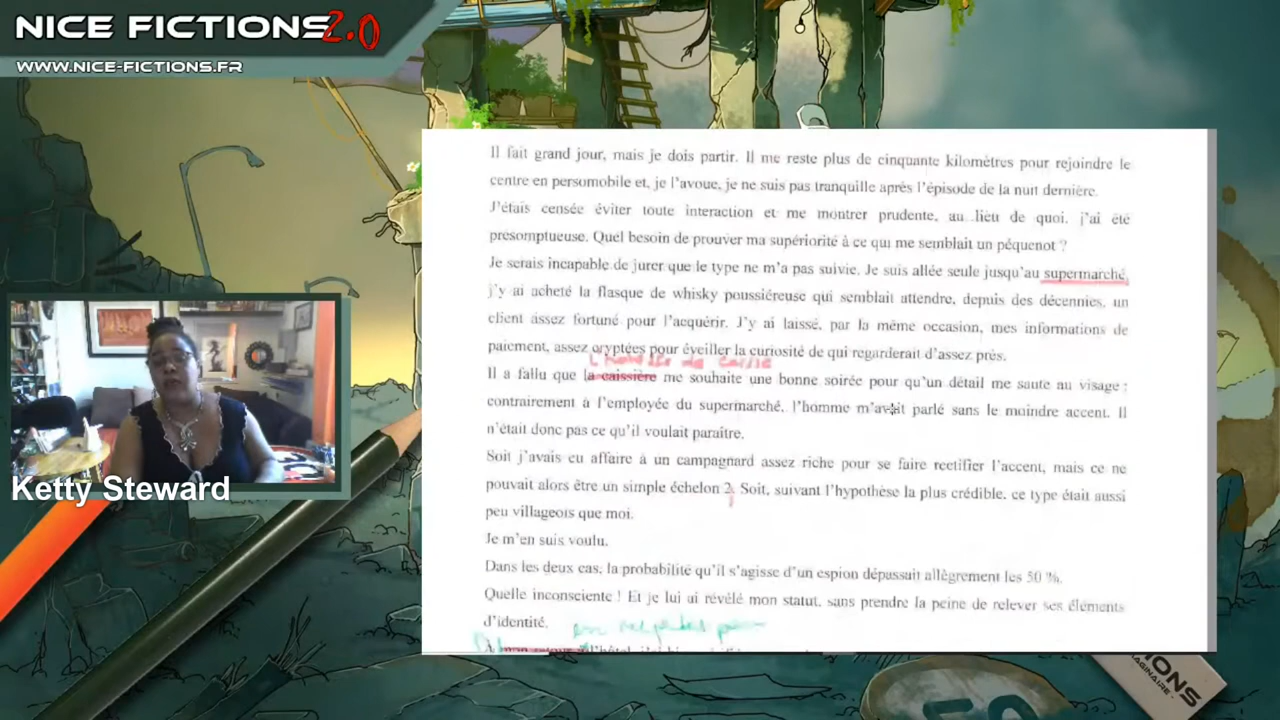 NICE FICTIONS 2.0
WWW.NICE-FICTIONS.FR
Il fait grand jour, mais je dois partir. Il me reste plus de cinquante kilomètres pour rejoindre le
centre en persomobile et, je l'avoue, je ne suis pas tranquille après l'épisode de la nuit dernière.
J'étais censée éviter toute interaction et me montrer prudente, au lieu de quoi, j'ai été
présomptueuse. Quel besoin de prouver ma supériorité à ce qui me semblait un péquenot ?
Je serais incapable de jurer que le type ne m'a pas suivie. Je suis allée seule jusqu'au supermarché,
j'y ai acheté la flasque de whisky poussiéreuse qui semblait attendre, depuis des décennies, un
client assez fortuné pour l'acquérir. J'y ai laissé, par la même occasion, mes informations de
paiement, assez cryptées pour éveiller la curiosité de qui regarderait d'assez près.
L'hôtesse de caisse
Il a fallu que la caissière me souhaite une bonne soirée pour qu'un détail me saute au visage :
contrairement à l'employée du supermarché, l'homme m'avait parlé sans le moindre accent. Il
n'était donc pas ce qu'il voulait paraître.
Soit j'avais eu affaire à un campagnard assez riche pour se faire rectifier l'accent, mais ce ne
pouvait alors être un simple échelon 2. Soit, suivant l'hypothèse la plus crédible, ce type était aussi
peu villageois que moi.
Je m'en suis voulu.
Dans les deux cas, la probabilité qu'il s'agisse d'un espion dépassait allègrement les 50 %.
Quelle inconsciente ! Et je lui ai révélé mon statut, sans prendre la peine de relever ses éléments
d'identité.
À l'hôtel, j'ai
Ketty Steward
IONS